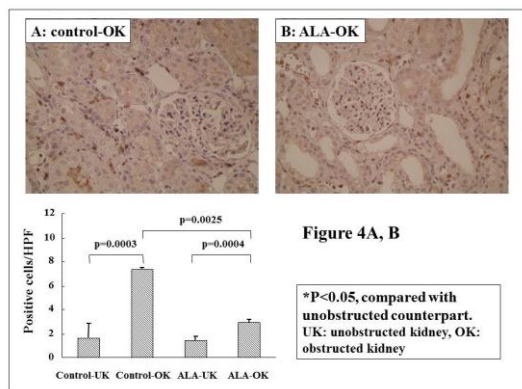 A: control-OK
B: ALA-OK
Positive cells/HPF
12
10
8
6
4
2
0
p=0.0003
p=0.0025
p=0.0004
Control-UK Control-OK ALA-UK ALA-OK
Figure 4A, B
*P<0.05, compared with
unobstructed counterpart.
UK: unobstructed kidney, OK:
obstructed kidney